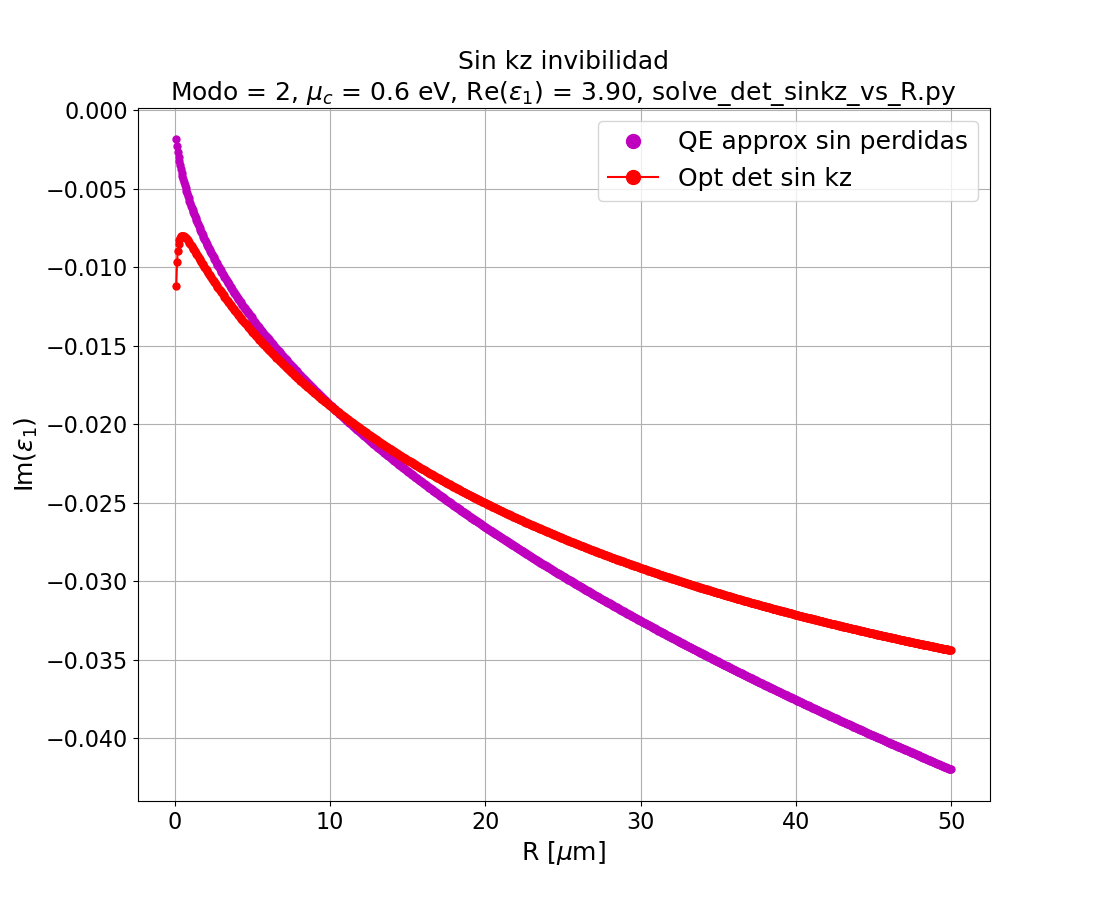 Sin kz invibilidad
Modo = 2, μc = 0.6 eV, Re(ε1) = 3.90, solve_det_sinkz_vs_R.py
QE approx sin perdidas
Opt det sin kz
0.000
−0.005
−0.010
−0.015
−0.020
−0.025
−0.030
−0.035
−0.040
Im(ε1)
0 10 20 30 40 50
R [μm]